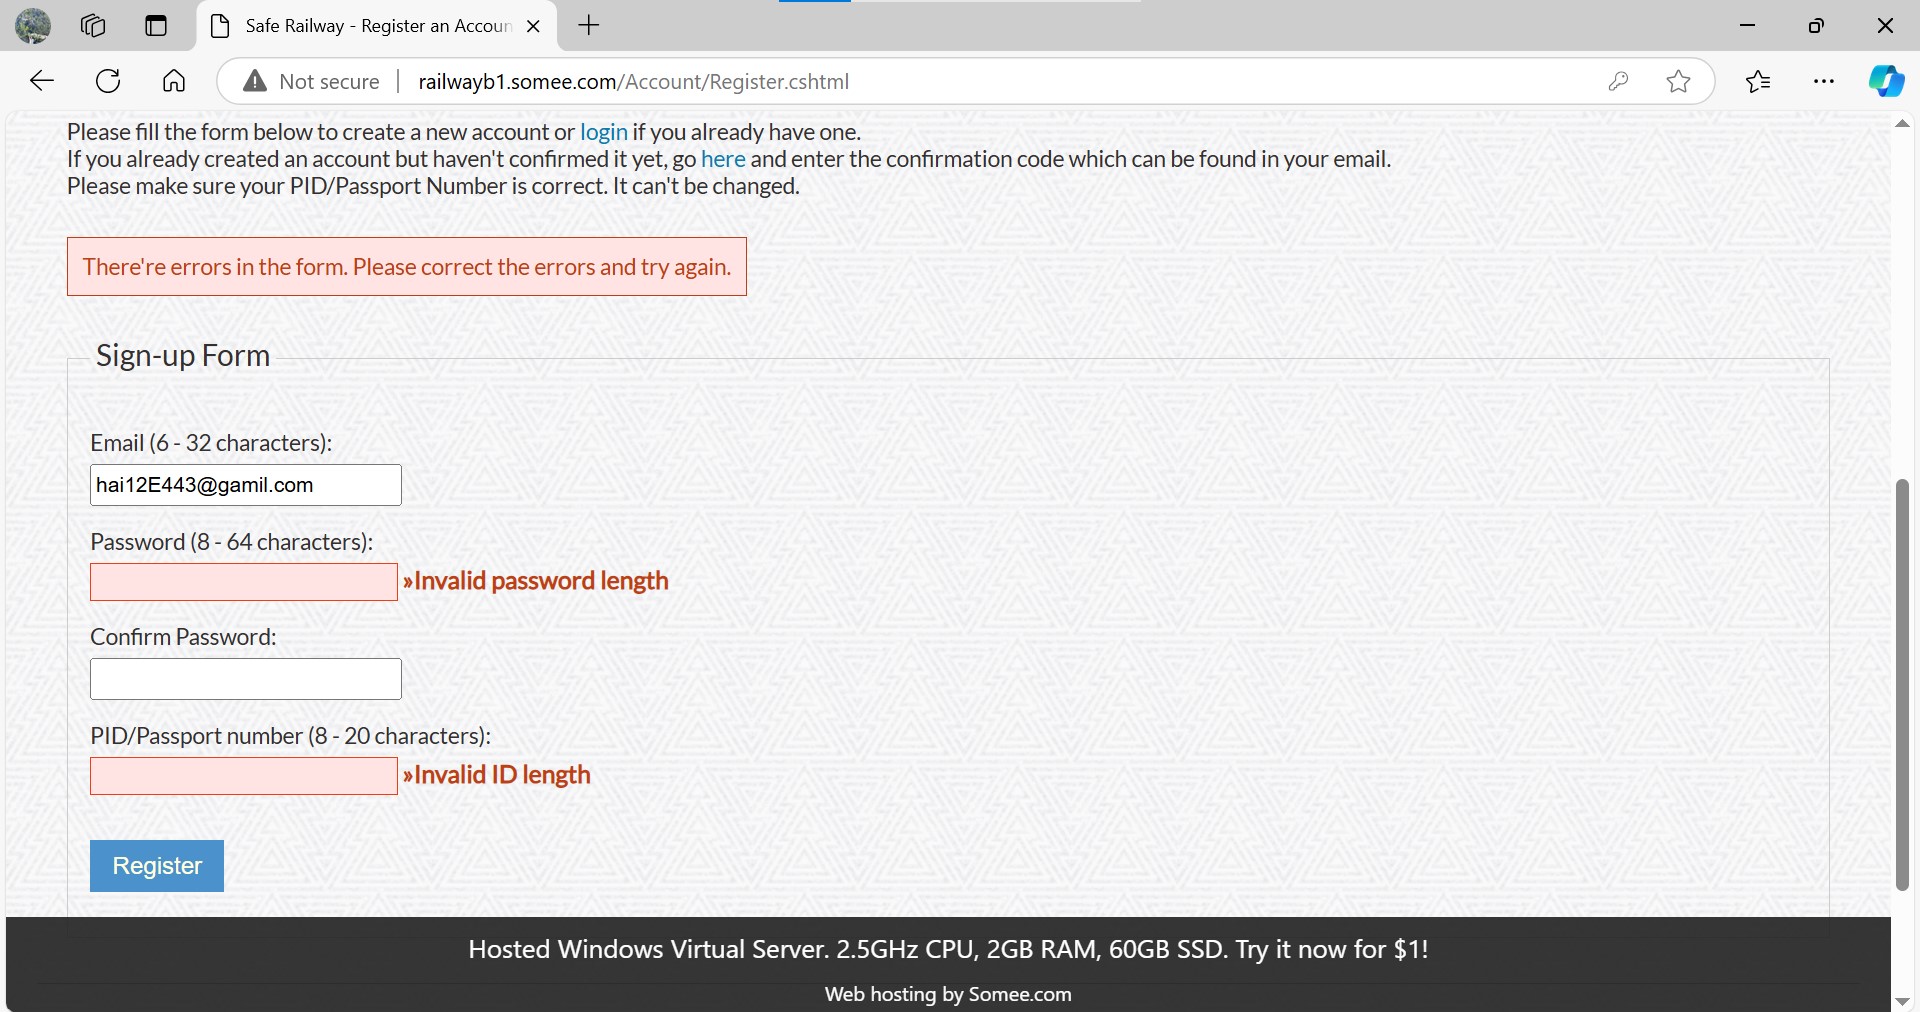 Safe Railway - Register an Accoun
Not secure railwayb1.somee.com/Account/Register.cshtml
Please fill the form below to create a new account or login if you already have one.
If you already created an account but haven't confirmed it yet, go here and enter the confirmation code which can be found in your email.
Please make sure your PID/Passport Number is correct. It can't be changed.
There're errors in the form. Please correct the errors and try again.
Sign-up Form
Email (6 - 32 characters):
hai12E443@gamil.com
Password (8 - 64 characters):
»Invalid password length
Confirm Password:
PID/Passport number (8 - 20 characters):
»Invalid ID length
Register
Hosted Windows Virtual Server. 2.5GHz CPU, 2GB RAM, 60GB SSD. Try it now for $1!
Web hosting by Somee.com